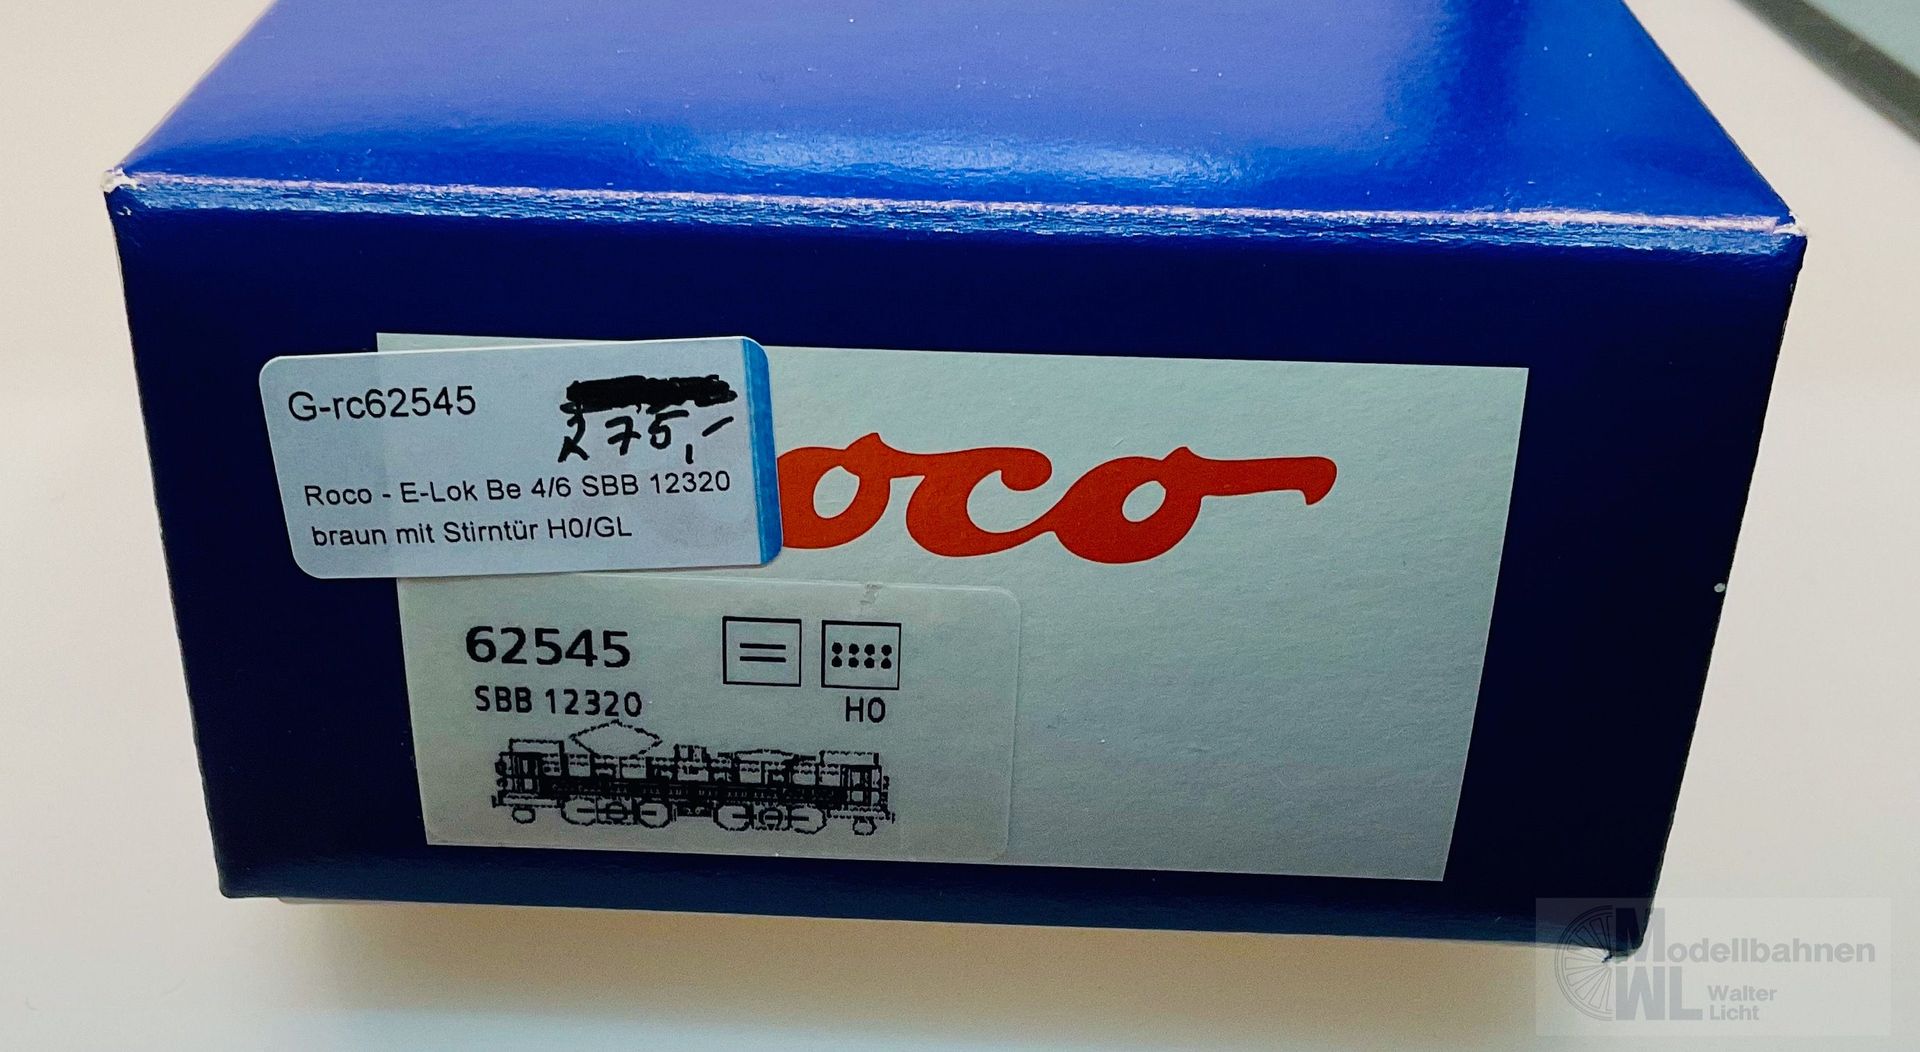 G-rc62545
275,-
Roco - E-Lok Be 4/6 SBB 12320
braun mit Stirntür H0/GL
oco
62545
SBB 12320
H0
Modellbahnen
WL Walter
Licht